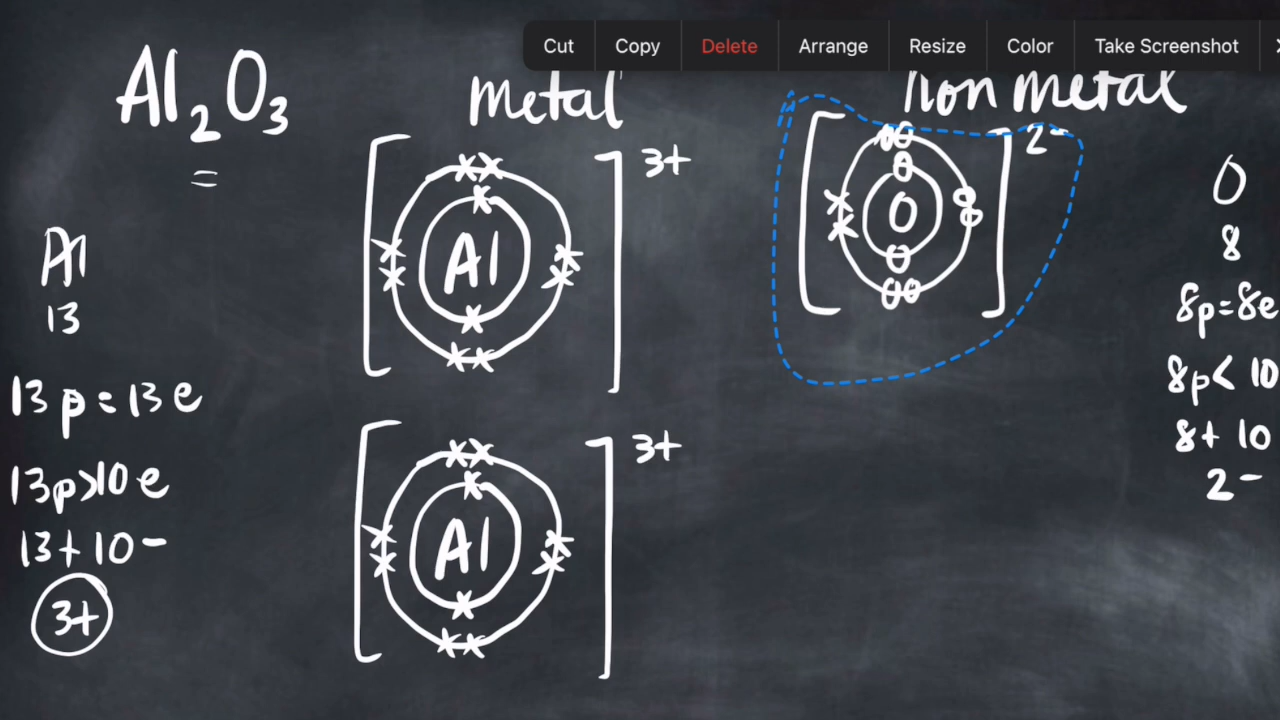 Cut Copy Delete Arrange Resize Color Take Screenshot
Al2O3
=
metal
non metal
Al
13
13p = 13e
13p>10e
13+ 10-
3+
Al
3+
Al
3+
O
2-
O
8
8p=8e
8p< 10
8+ 10
2-